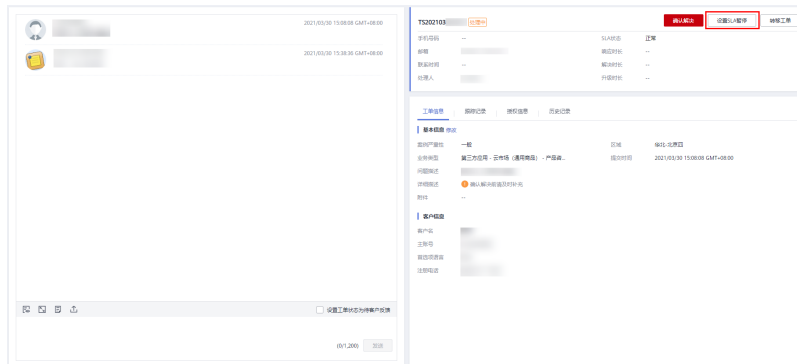 2021/03/30 15:08:08 GMT+08:00
2021/03/30 15:38:36 GMT+08:00
设置工单状态为待客户反馈
(0/1,200) 发送
TS202103 处理中
确认解决 设置SLA暂停 转移工单
手机号码 -- SLA状态 正常
邮箱 响应时长 --
联系时间 -- 解决时长 --
处理人 升级时长 --
工单信息 服务记录 授权信息 历史记录
基本信息 修改
案例严重性 一般 区域 华北-北京四
业务类型 第三方应用 - 云市场（通用商品） - 产品咨... 提交时间 2021/03/30 15:08:08 GMT+08:00
问题概述
详细描述 确认解决前请及时补充
附件 --
客户信息
客户名
主账号
首选项语言
注册电话